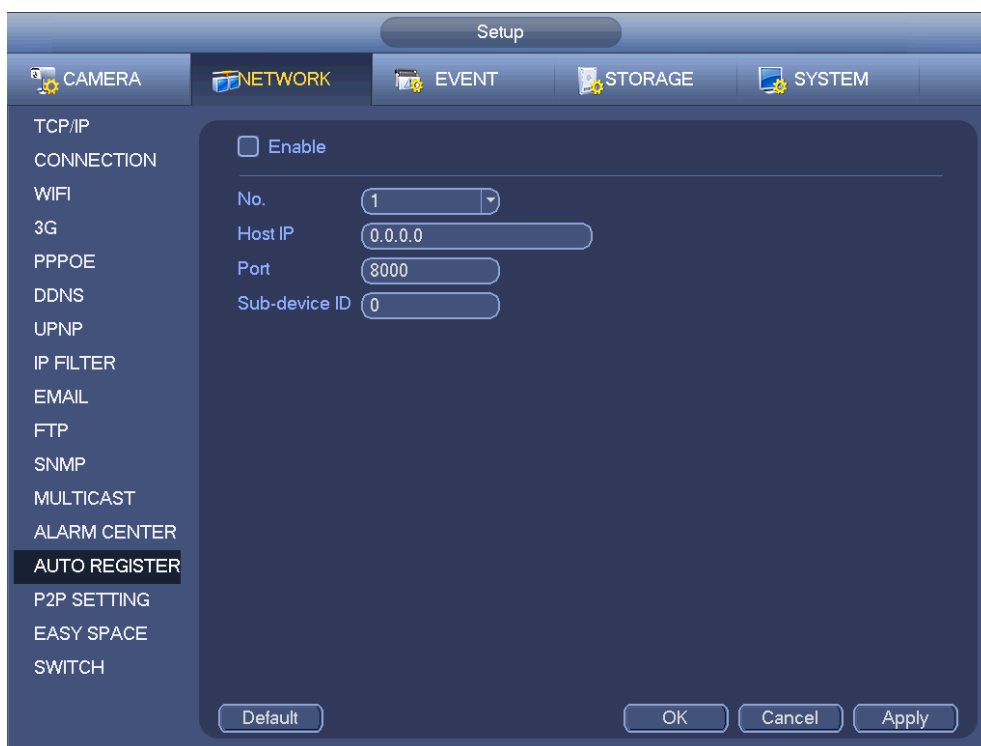 Setup
CAMERA NETWORK EVENT STORAGE SYSTEM
TCP/IP
CONNECTION
WIFI
3G
PPPOE
DDNS
UPNP
IP FILTER
EMAIL
FTP
SNMP
MULTICAST
ALARM CENTER
AUTO REGISTER
P2P SETTING
EASY SPACE
SWITCH
Enable
No. 1
Host IP 0.0.0.0
Port 8000
Sub-device ID 0
Default OK Cancel Apply